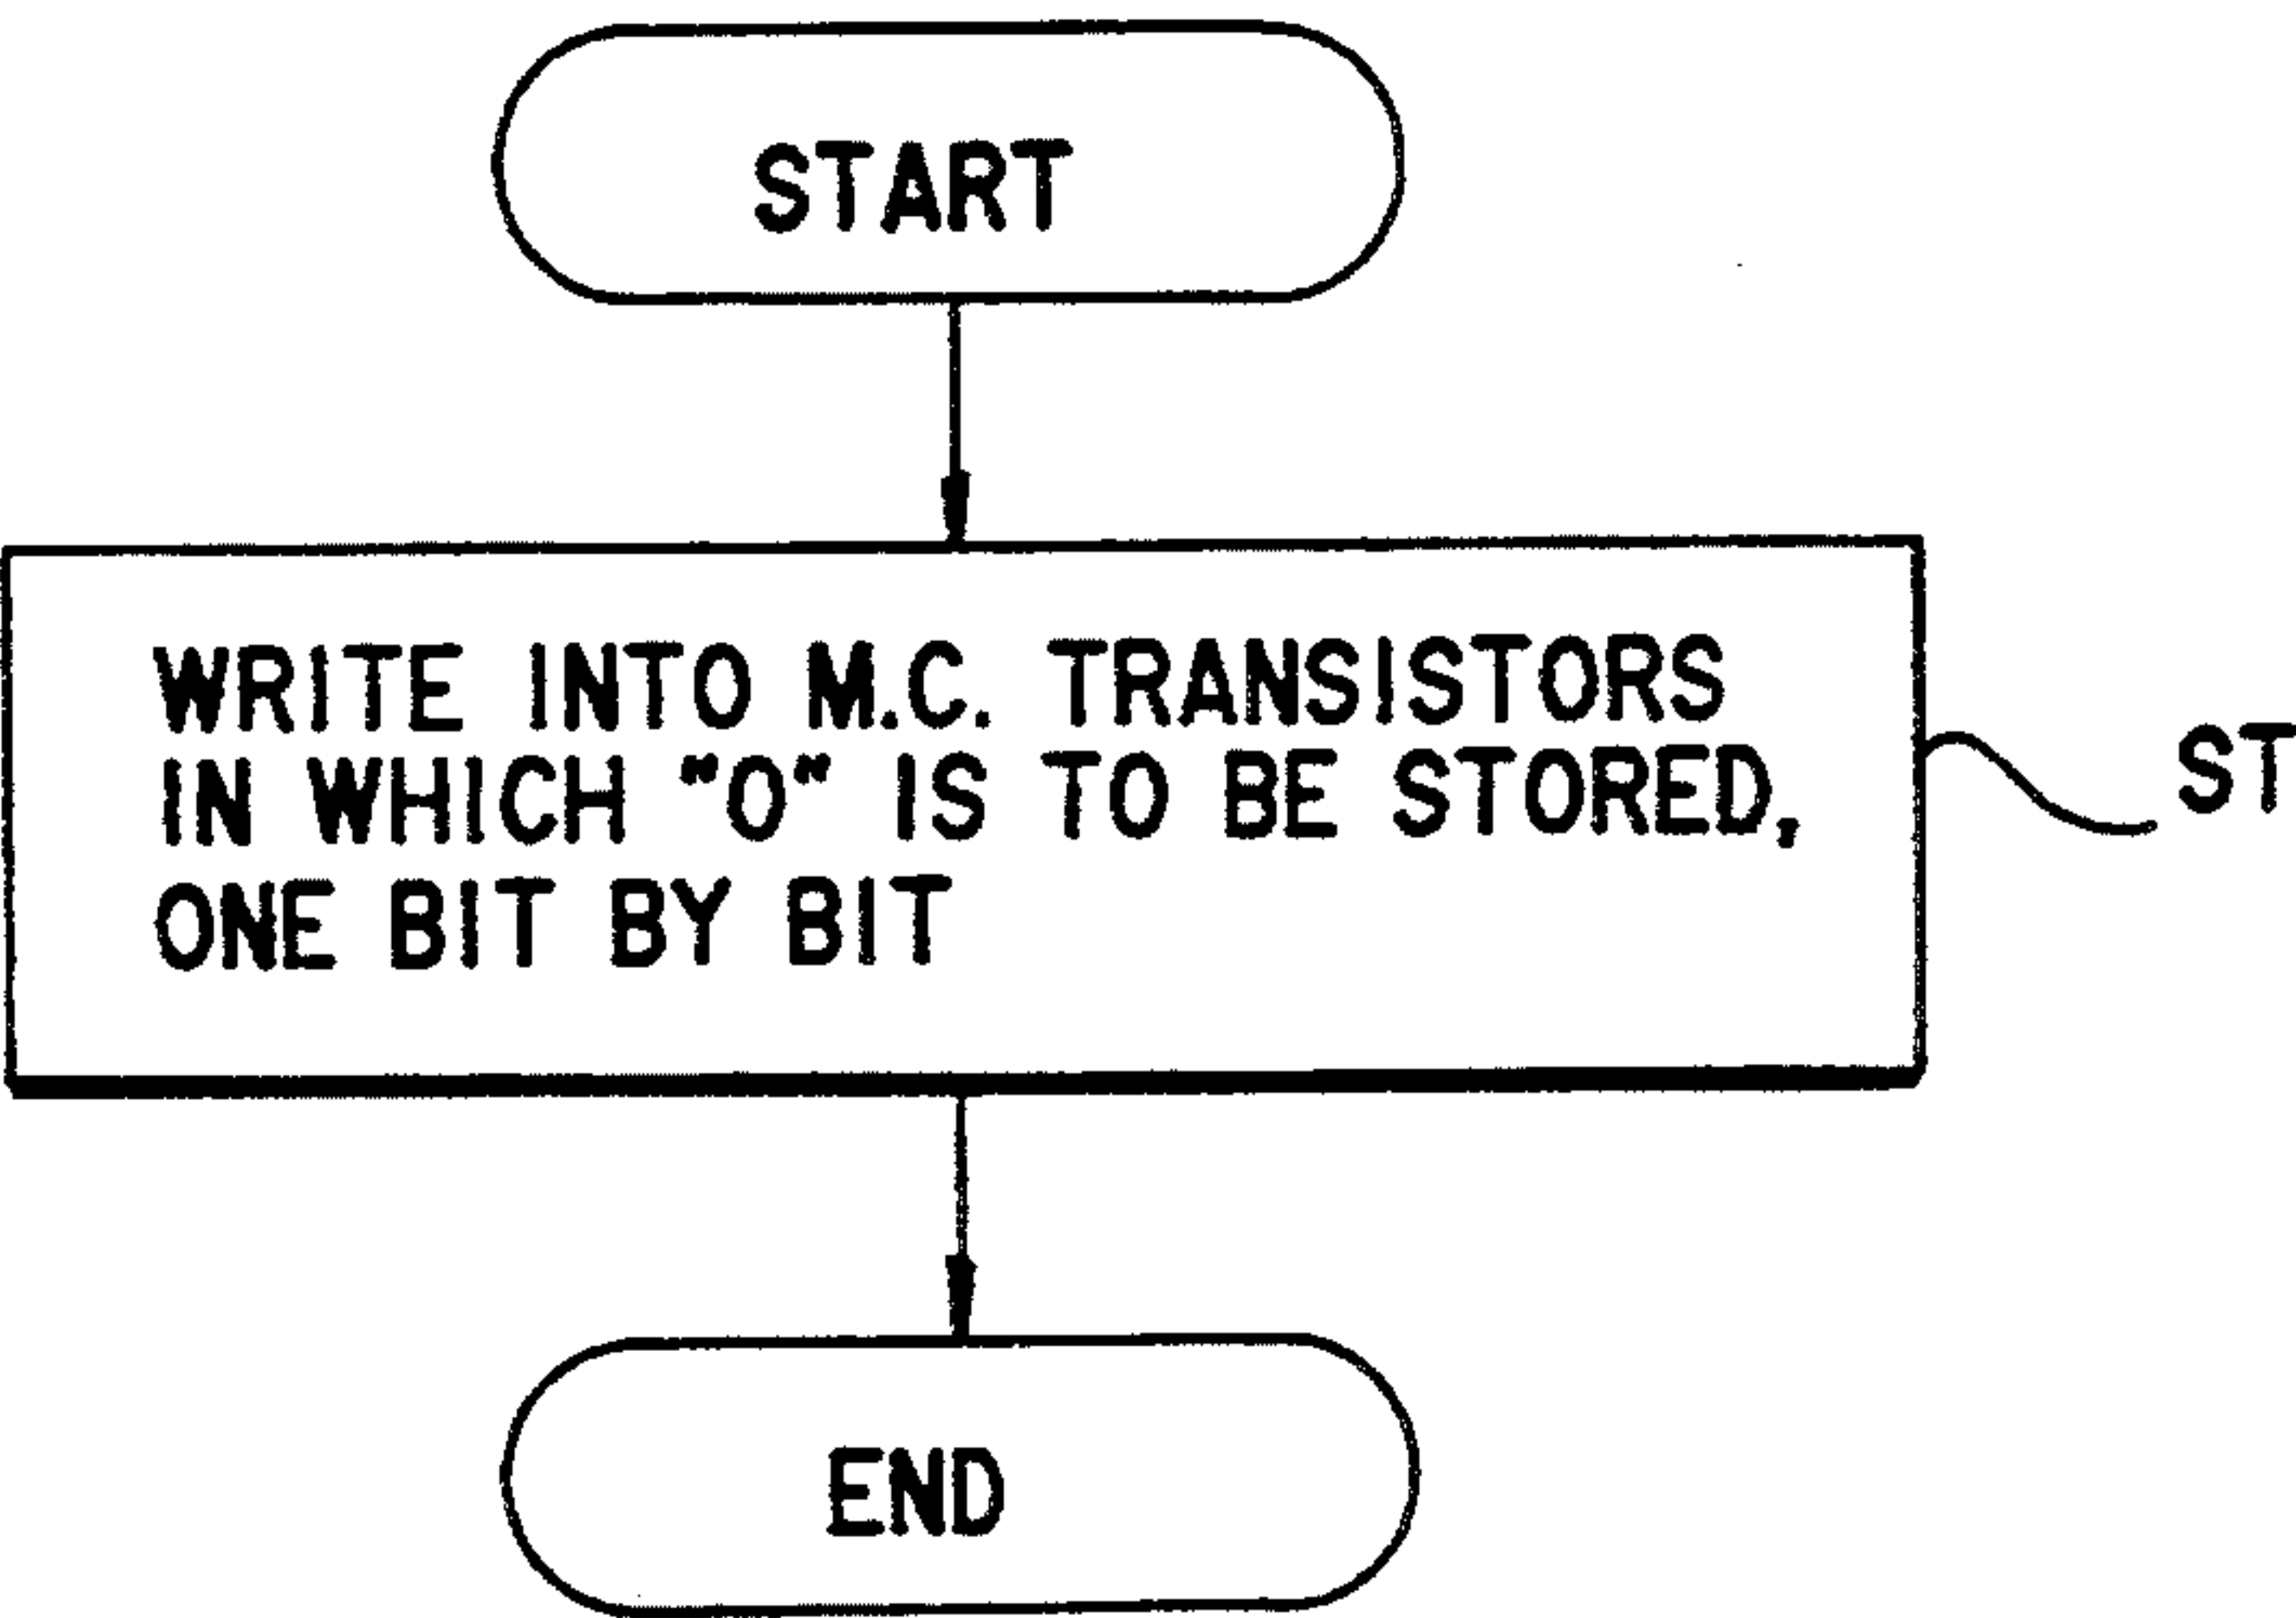 START
WRITE INTO M.C. TRANSISTORS
IN WHICH "0" IS TO BE STORED,
ONE BIT BY BIT
ST
END